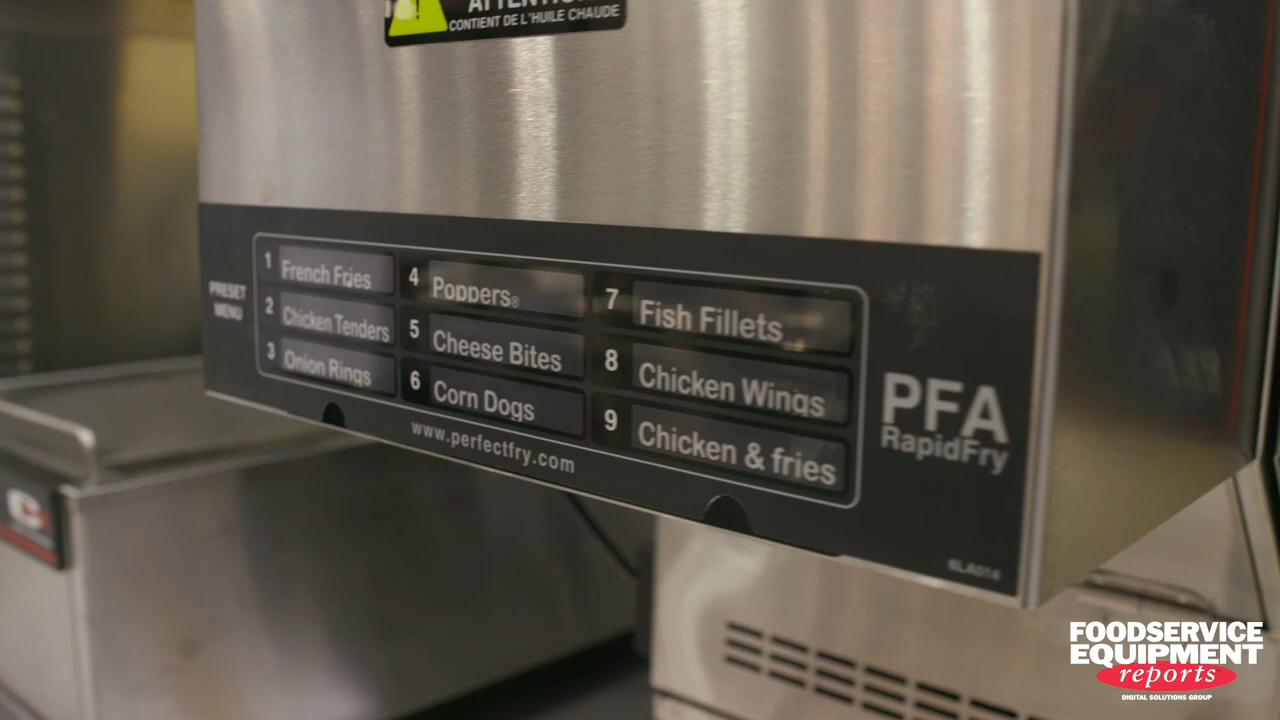 ATTENTION
CONTIENT DE L'HUILE CHAUDE
PRESET
MENU
1 French Fries
2 Chicken Tenders
3 Onion Rings
4 Poppers®
5 Cheese Bites
6 Corn Dogs
7 Fish Fillets
8 Chicken Wings
9 Chicken & fries
www.perfectfry.com
PFA
RapidFry
6LA014
FOODSERVICE
EQUIPMENT
reports
DIGITAL SOLUTIONS GROUP